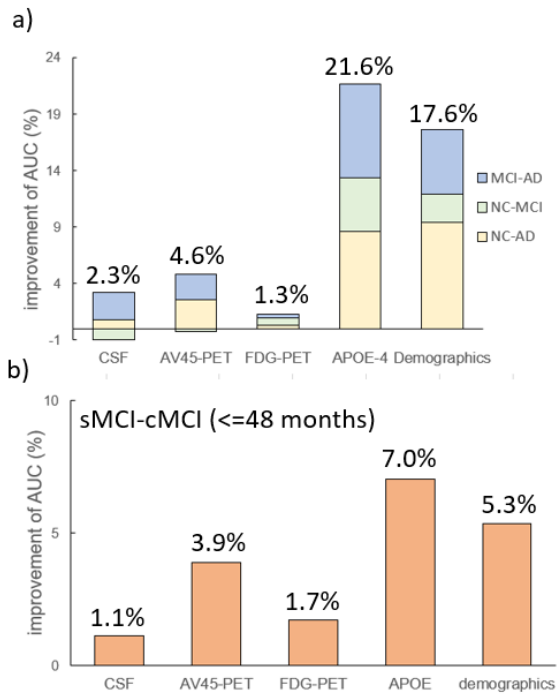 a)
improvement of AUC (%)
24
19
14
9
4
-1
2.3%
4.6%
1.3%
21.6%
17.6%
MCI-AD
NC-MCI
NC-AD
CSF
AV45-PET
FDG-PET
APOE-4
Demographics
b)
improvement of AUC (%)
10
5
0
sMCI-cMCI (<=48 months)
1.1%
3.9%
1.7%
7.0%
5.3%
CSF
AV45-PET
FDG-PET
APOE
demographics